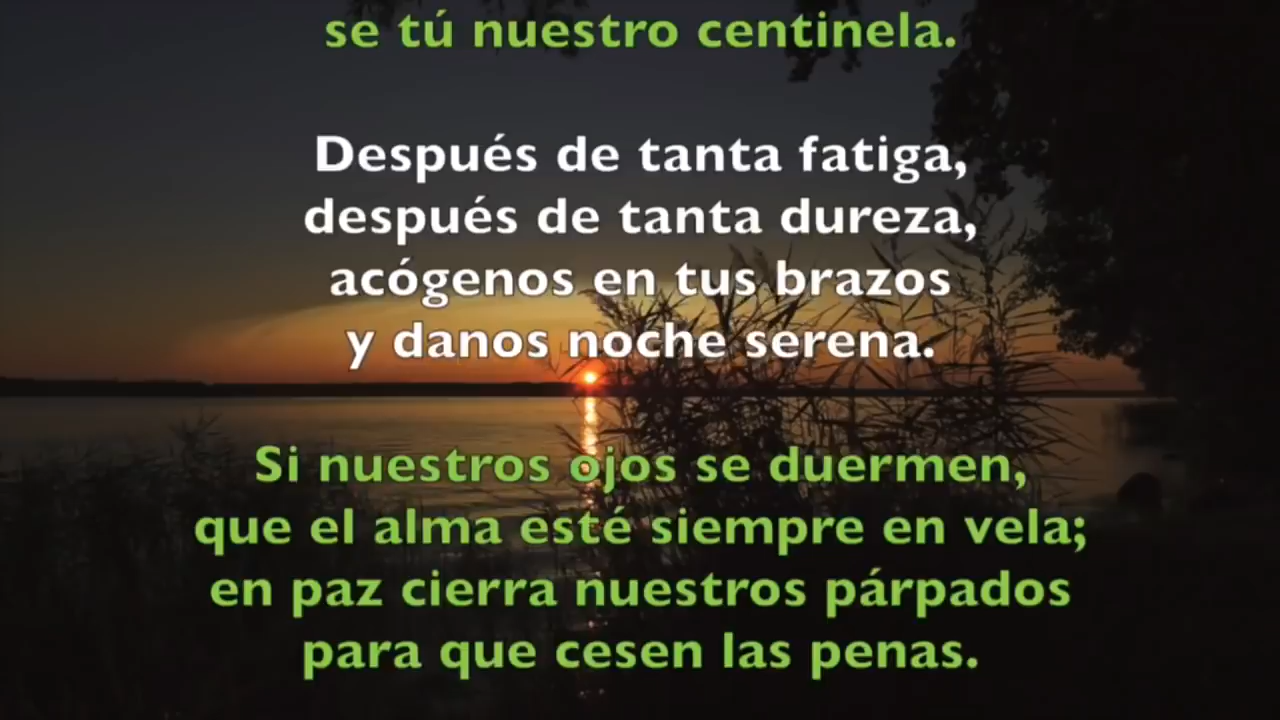 se tú nuestro centinela.
Después de tanta fatiga,
después de tanta dureza,
acógenos en tus brazos
y danos noche serena.
Si nuestros ojos se duermen,
que el alma esté siempre en vela;
en paz cierra nuestros párpados
para que cesen las penas.